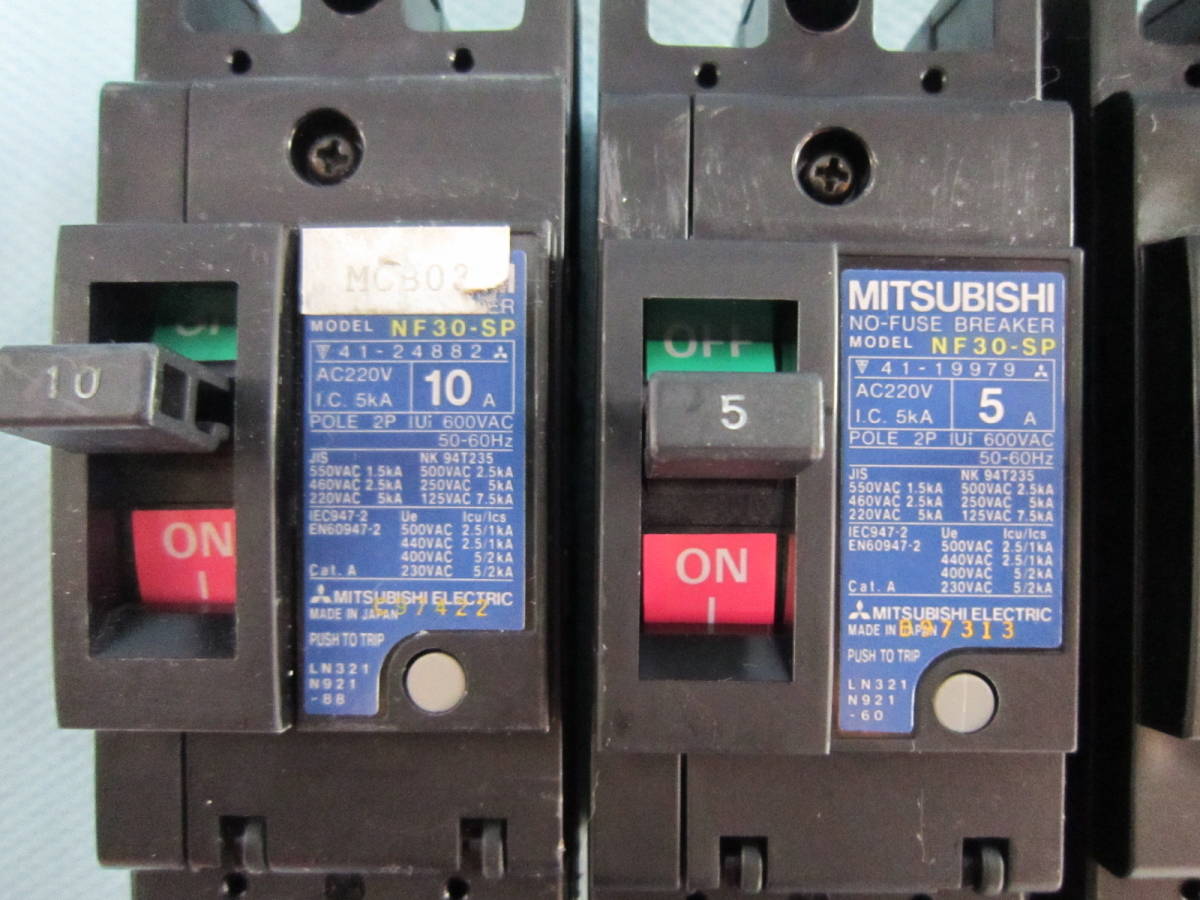 MCB03
MODEL NF30-SP
41-24882
AC220V
I.C. 5kA
10 A
POLE 2P IUi 600VAC
50-60Hz
JIS NK 94T235
550VAC 1.5kA 500VAC 2.5kA
460VAC 2.5kA 250VAC 5kA
220VAC 5kA 125VAC 7.5kA
IEC947-2 Ue Icu/Ics
EN60947-2 500VAC 2.5/1kA
440VAC 2.5/1kA
400VAC 5/2kA
Cat. A 230VAC 5/2kA
MITSUBISHI ELECTRIC
MADE IN JAPAN
PUSH TO TRIP
LN321
N921
-88
10
ON
I
MITSUBISHI
NO-FUSE BREAKER
MODEL NF30-SP
41-19979
AC220V
I.C. 5kA
5 A
POLE 2P IUi 600VAC
50-60Hz
JIS NK 94T235
550VAC 1.5kA 500VAC 2.5kA
460VAC 2.5kA 250VAC 5kA
220VAC 5kA 125VAC 7.5kA
IEC947-2 Ue Icu/Ics
EN60947-2 500VAC 2.5/1kA
440VAC 2.5/1kA
400VAC 5/2kA
Cat. A 230VAC 5/2kA
MITSUBISHI ELECTRIC
MADE IN JAPAN
PUSH TO TRIP
LN321
N921
-60
OFF
5
ON
I